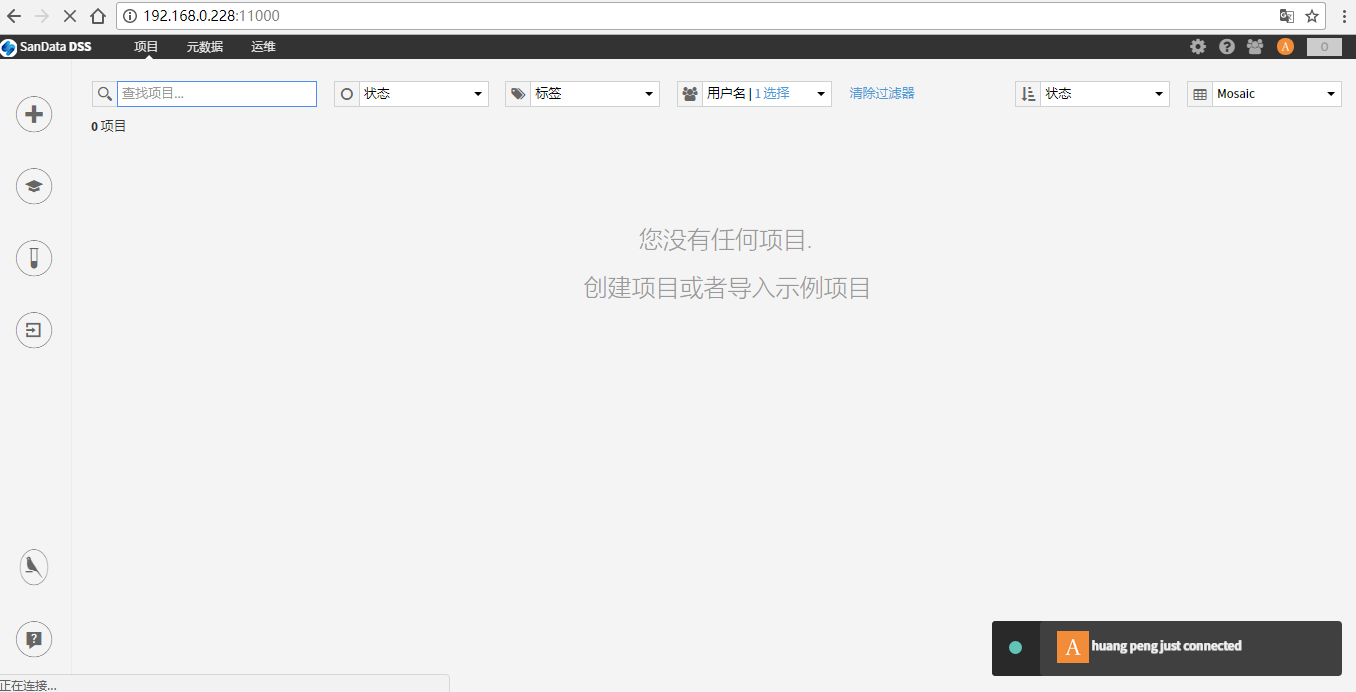 192.168.0.228:11000
SanData DSS 项目 元数据 运维 A 0
查找项目... 状态 标签 用户名 | 1 选择 清除过滤器 状态 Mosaic
0 项目
您没有任何项目.
创建项目或者导入示例项目
A huang peng just connected
正在连接...